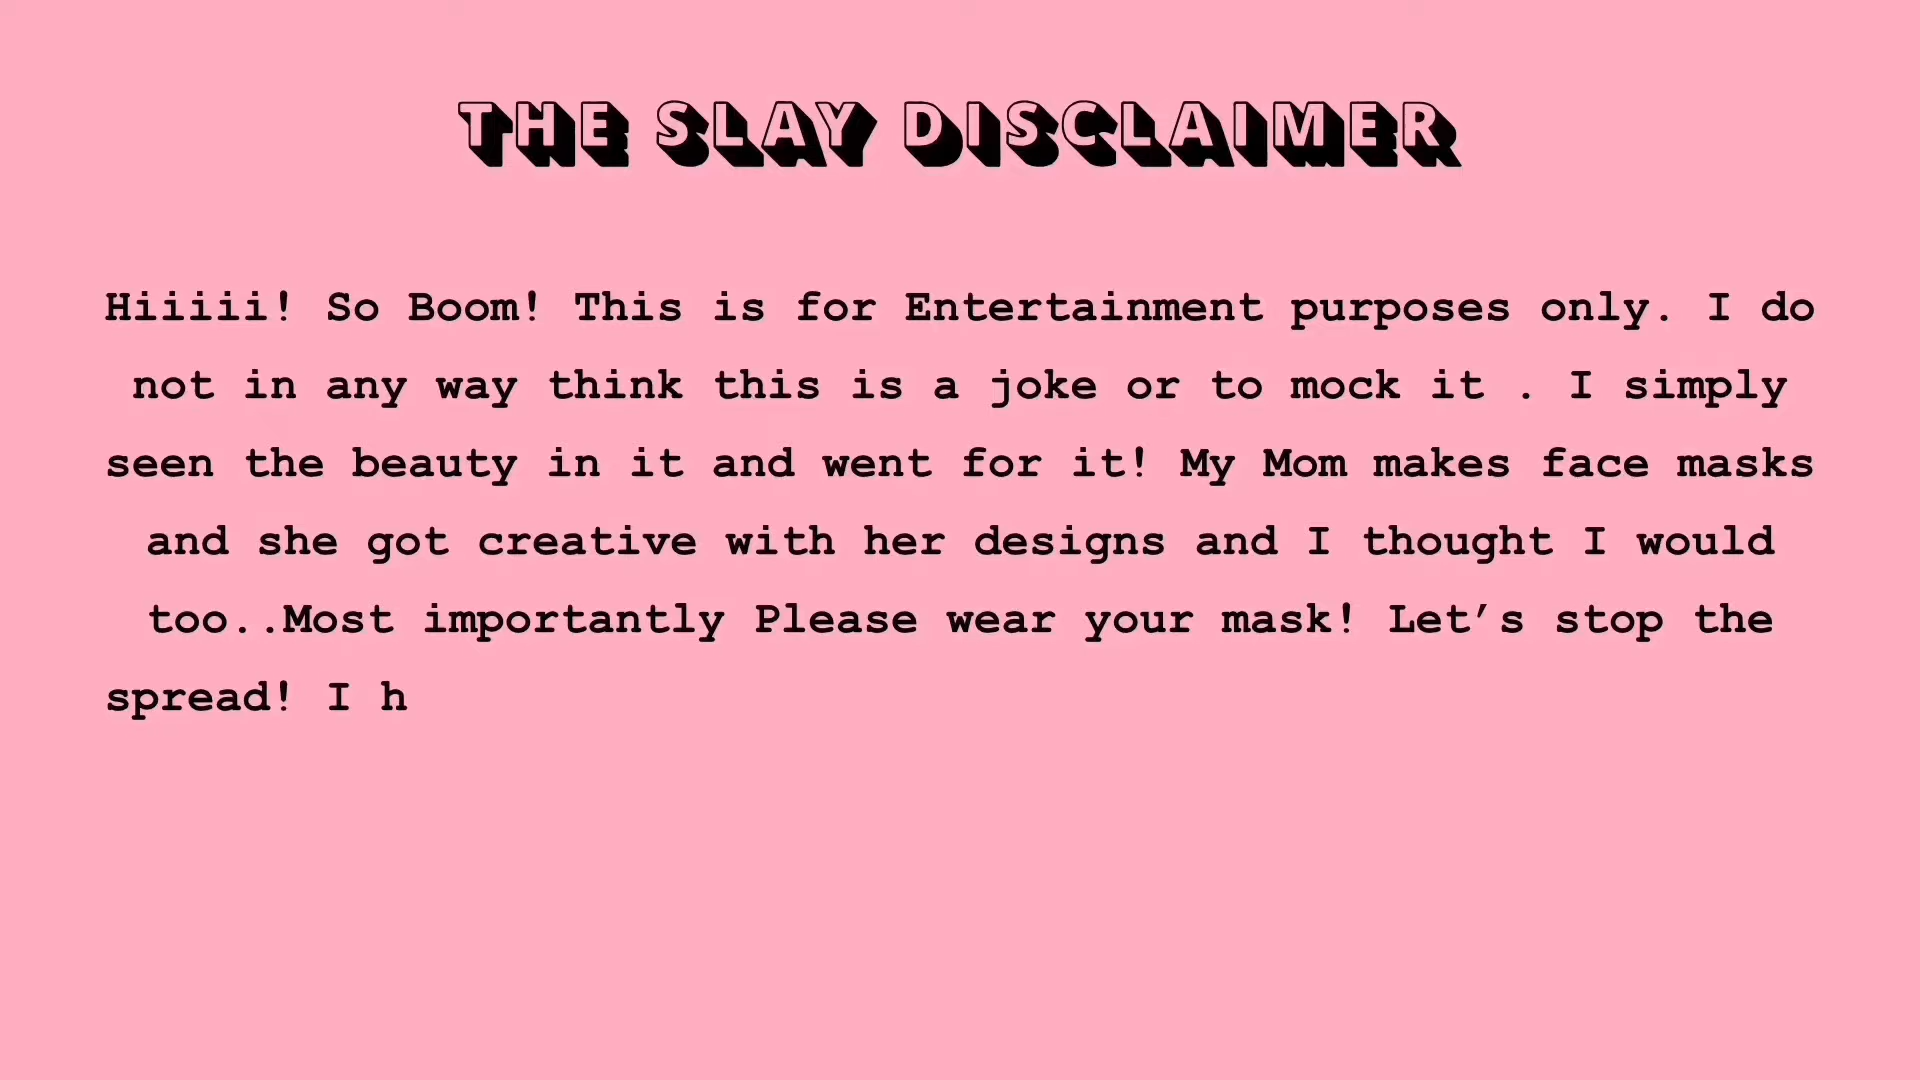 THE SLAY DISCLAIMER
Hiiiii! So Boom! This is for Entertainment purposes only. I do
not in any way think this is a joke or to mock it . I simply
seen the beauty in it and went for it! My Mom makes face masks
and she got creative with her designs and I thought I would
too..Most importantly Please wear your mask! Let’s stop the
spread! I h